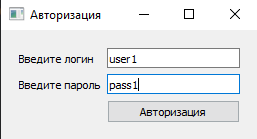 Авторизация
Введите логин user1
Введите пароль pass1
Авторизация